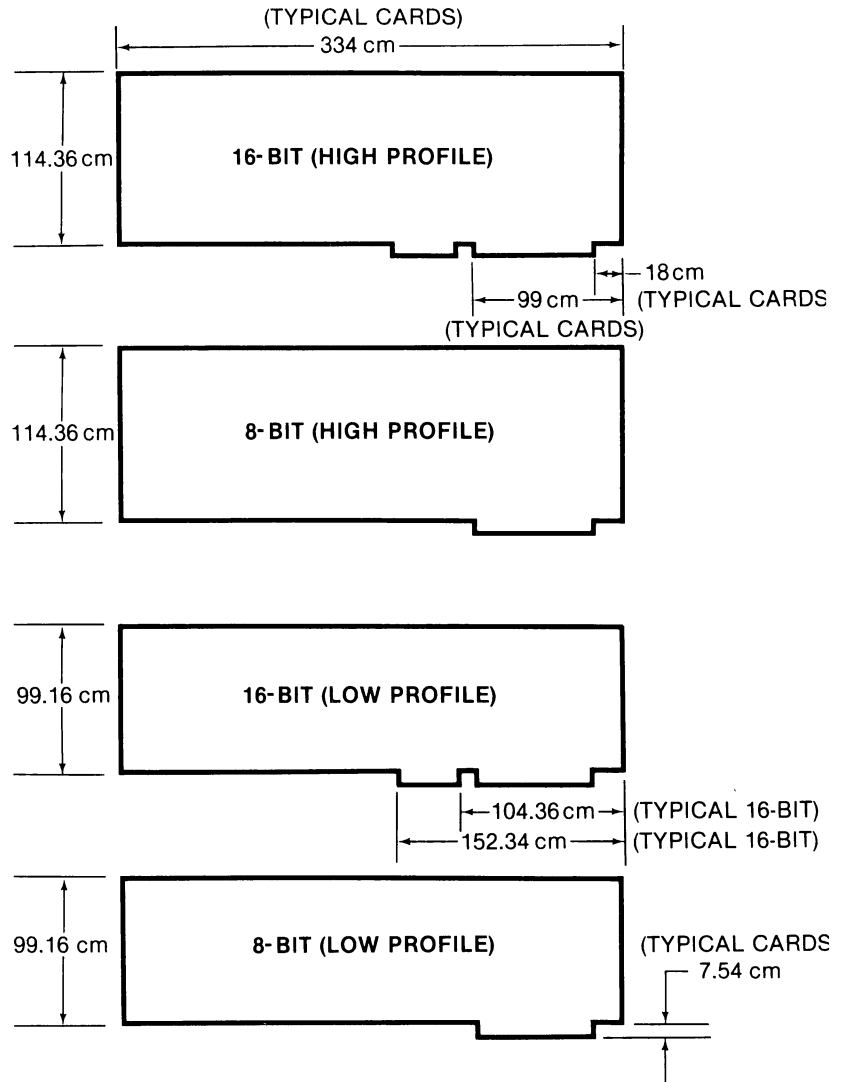 (TYPICAL CARDS)
334 cm
114.36 cm
16-BIT (HIGH PROFILE)
18 cm
99 cm
(TYPICAL CARDS
(TYPICAL CARDS)
114.36 cm
8-BIT (HIGH PROFILE)
99.16 cm
16-BIT (LOW PROFILE)
104.36 cm (TYPICAL 16-BIT)
152.34 cm (TYPICAL 16-BIT)
99.16 cm
8-BIT (LOW PROFILE)
(TYPICAL CARDS
7.54 cm